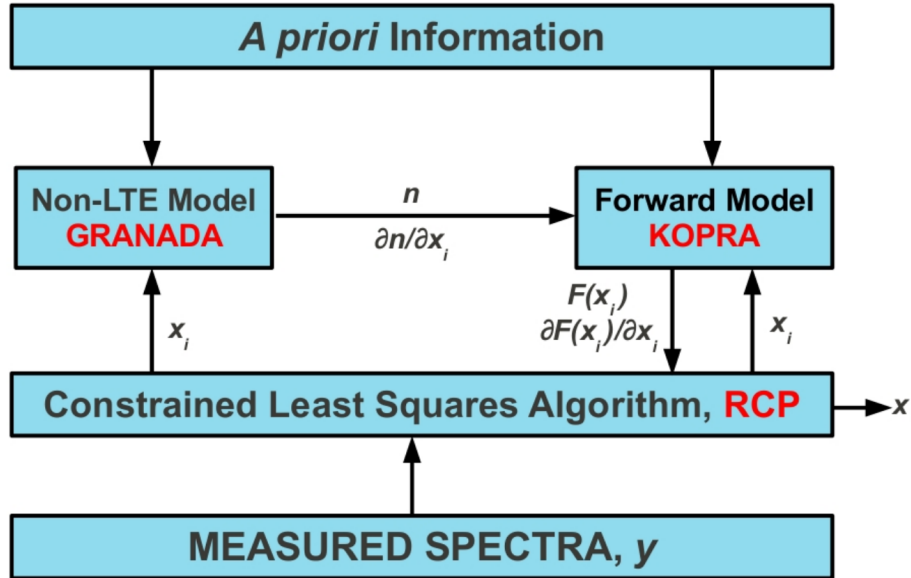 A priori Information
Non-LTE Model
GRANADA
n
∂n/∂xᵢ
Forward Model
KOPRA
xᵢ
F(xᵢ)
∂F(xᵢ)/∂xᵢ
xᵢ
Constrained Least Squares Algorithm, RCP
x
MEASURED SPECTRA, y